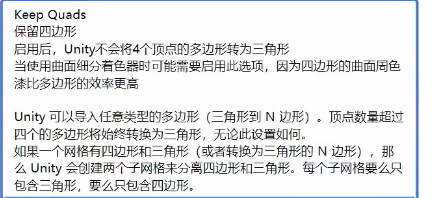 Keep Quads
保留四边形
启用后，Unity不会将4个顶点的多边形转为三角形
当使用曲面细分着色器时可能需要启用此选项，因为四边形的曲面周色
漆比多边形的效率更高
Unity 可以导入任意类型的多边形（三角形到 N 边形）。顶点数量超过
四个的多边形将始终转换为三角形，无论此设置如何。
如果一个网格有四边形和三角形（或者转换为三角形的 N 边形），那
么 Unity 会创建两个子网格来分离四边形和三角形。每个子网格要么只
包含三角形，要么只包含四边形。